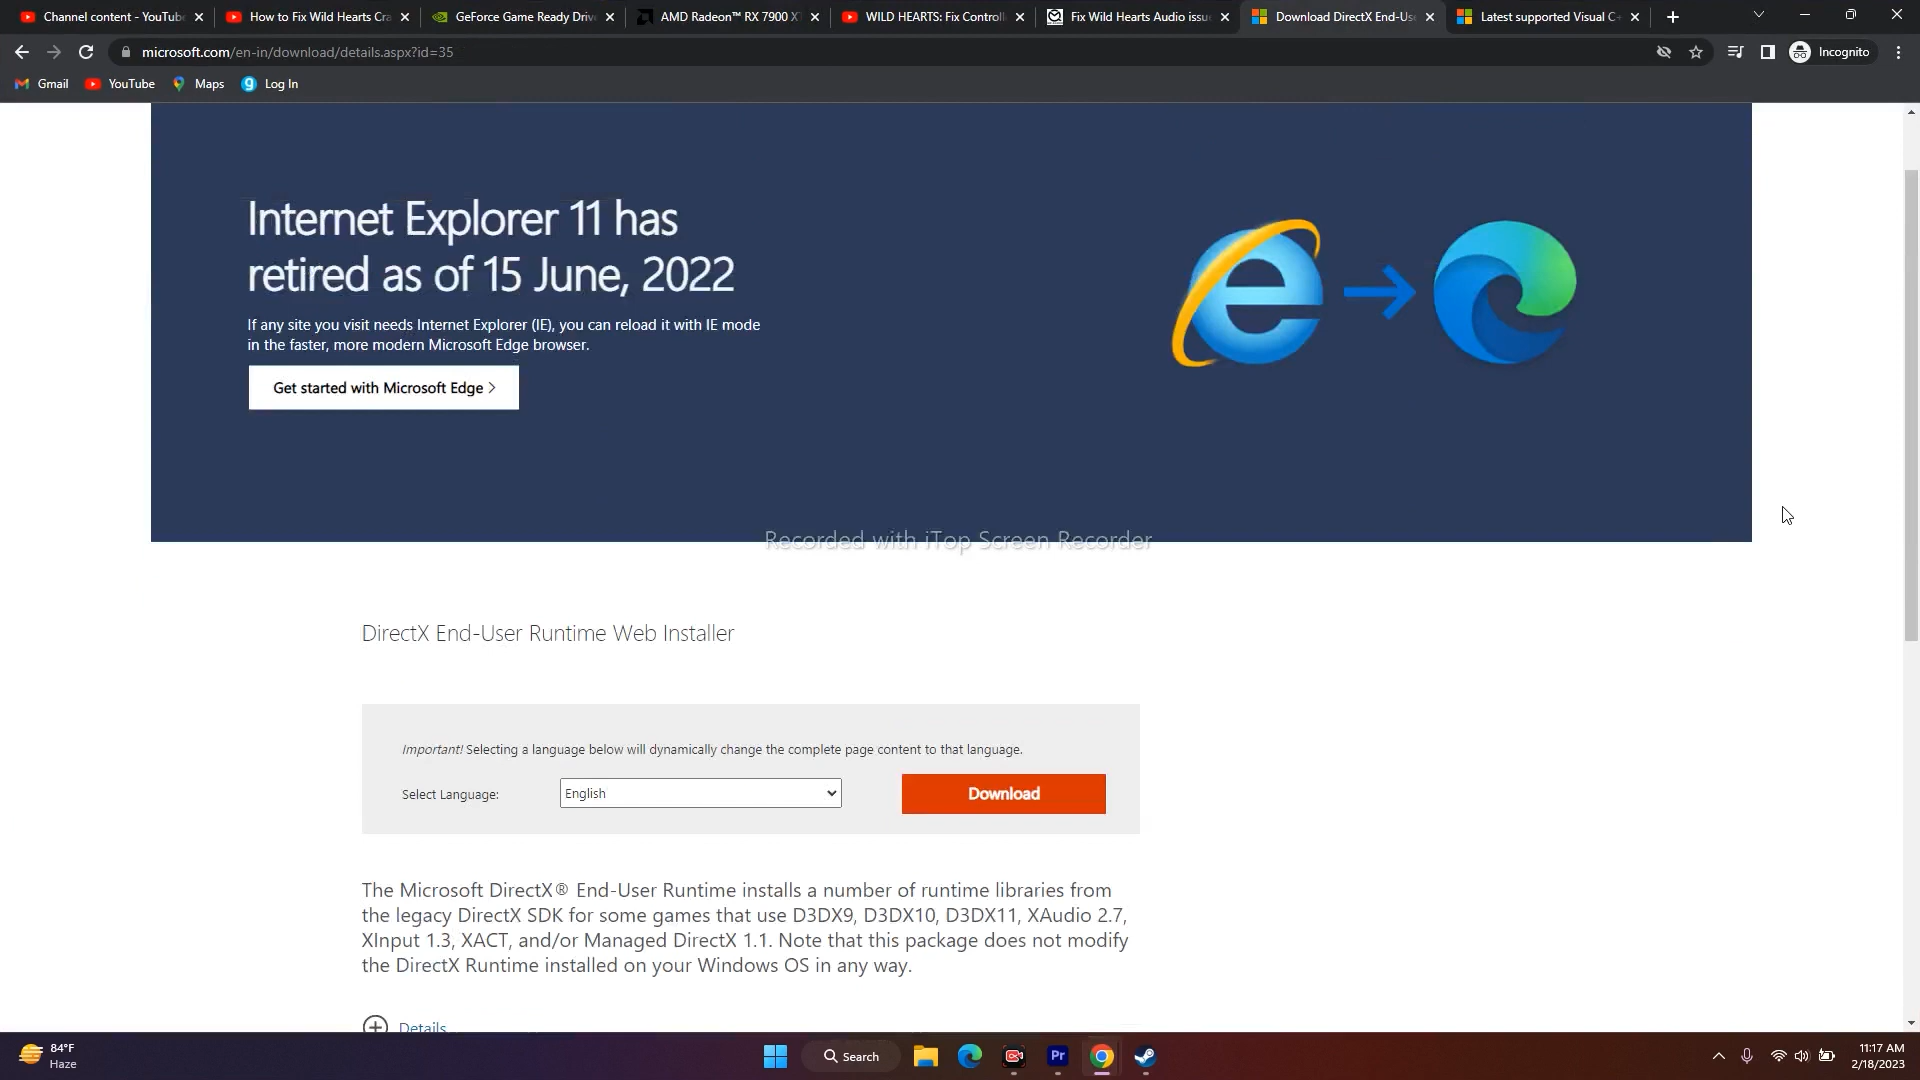 Channel content - YouTube
How to Fix Wild Hearts Cra
GeForce Game Ready Drive
AMD Radeon™ RX 7900 XT
WILD HEARTS: Fix Controll
Fix Wild Hearts Audio issue
Download DirectX End-Use
Latest supported Visual C+
microsoft.com/en-in/download/details.aspx?id=35
Incognito
Gmail
YouTube
Maps
Log In
Internet Explorer 11 has
retired as of 15 June, 2022
If any site you visit needs Internet Explorer (IE), you can reload it with IE mode
in the faster, more modern Microsoft Edge browser.
Get started with Microsoft Edge >
Recorded with iTop Screen Recorder
DirectX End-User Runtime Web Installer
Important! Selecting a language below will dynamically change the complete page content to that language.
Select Language:
English
Download
The Microsoft DirectX® End-User Runtime installs a number of runtime libraries from
the legacy DirectX SDK for some games that use D3DX9, D3DX10, D3DX11, XAudio 2.7,
XInput 1.3, XACT, and/or Managed DirectX 1.1. Note that this package does not modify
the DirectX Runtime installed on your Windows OS in any way.
Details
84°F
Haze
Search
Pr
11:17 AM
2/18/2023